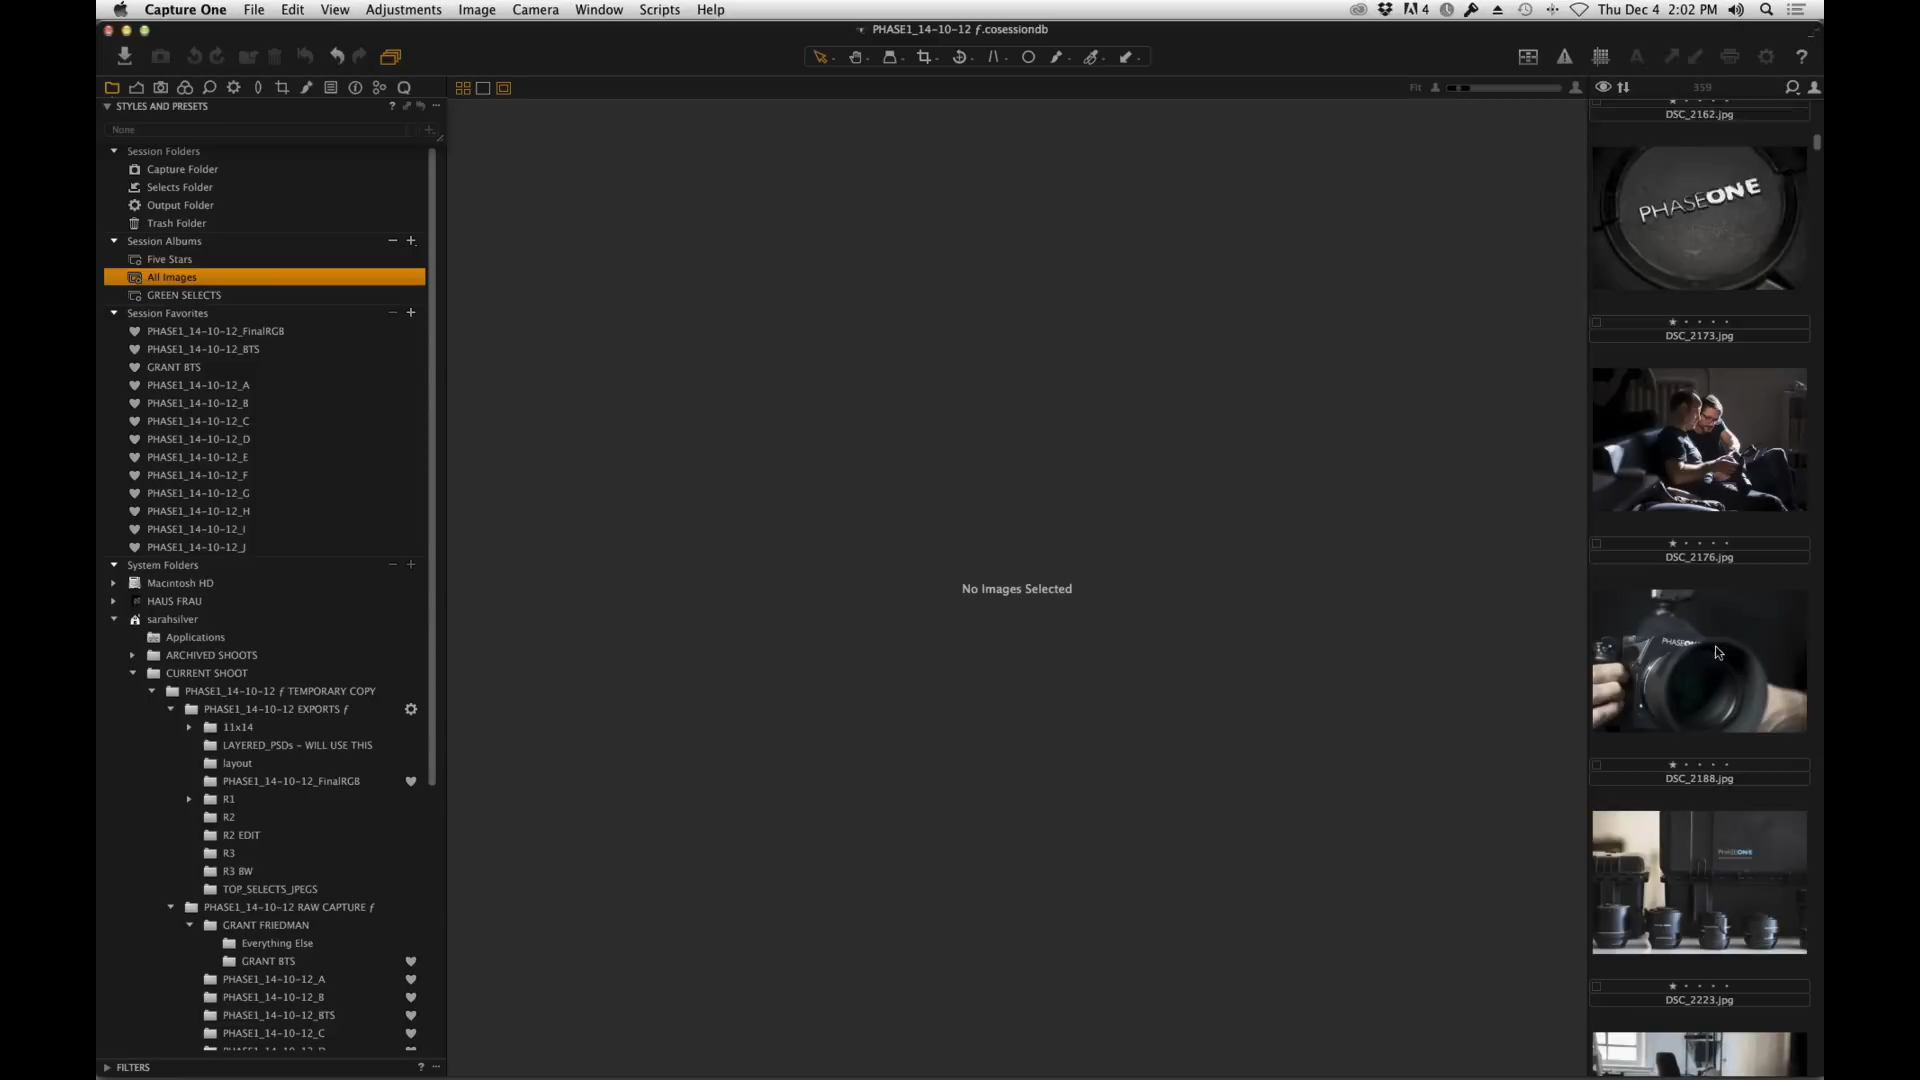 Capture One File Edit View Adjustments Image Camera Window Scripts Help
4 Thu Dec 4 2:02 PM
PHASE1_14-10-12 ƒ.cosessiondb
A ?
Fit
359
STYLES AND PRESETS ?
None
Session Folders
Capture Folder
Selects Folder
Output Folder
Trash Folder
Session Albums
Five Stars
All Images
GREEN SELECTS
Session Favorites
PHASE1_14-10-12_FinalRGB
PHASE1_14-10-12_BTS
GRANT BTS
PHASE1_14-10-12_A
PHASE1_14-10-12_B
PHASE1_14-10-12_C
PHASE1_14-10-12_D
PHASE1_14-10-12_E
PHASE1_14-10-12_F
PHASE1_14-10-12_G
PHASE1_14-10-12_H
PHASE1_14-10-12_I
PHASE1_14-10-12_J
System Folders
Macintosh HD
HAUS FRAU
sarahsilver
Applications
ARCHIVED SHOOTS
CURRENT SHOOT
PHASE1_14-10-12 ƒ TEMPORARY COPY
PHASE1_14-10-12 EXPORTS ƒ
11x14
LAYERED_PSDs - WILL USE THIS
layout
PHASE1_14-10-12_FinalRGB
R1
R2
R2 EDIT
R3
R3 BW
TOP_SELECTS_JPEGS
PHASE1_14-10-12 RAW CAPTURE ƒ
GRANT FRIEDMAN
Everything Else
GRANT BTS
PHASE1_14-10-12_A
PHASE1_14-10-12_B
PHASE1_14-10-12_BTS
PHASE1_14-10-12_C
FILTERS ?
No Images Selected
DSC_2162.jpg
PHASEONE
DSC_2173.jpg
DSC_2176.jpg
PHASEONE
DSC_2188.jpg
PHASEONE
DSC_2223.jpg